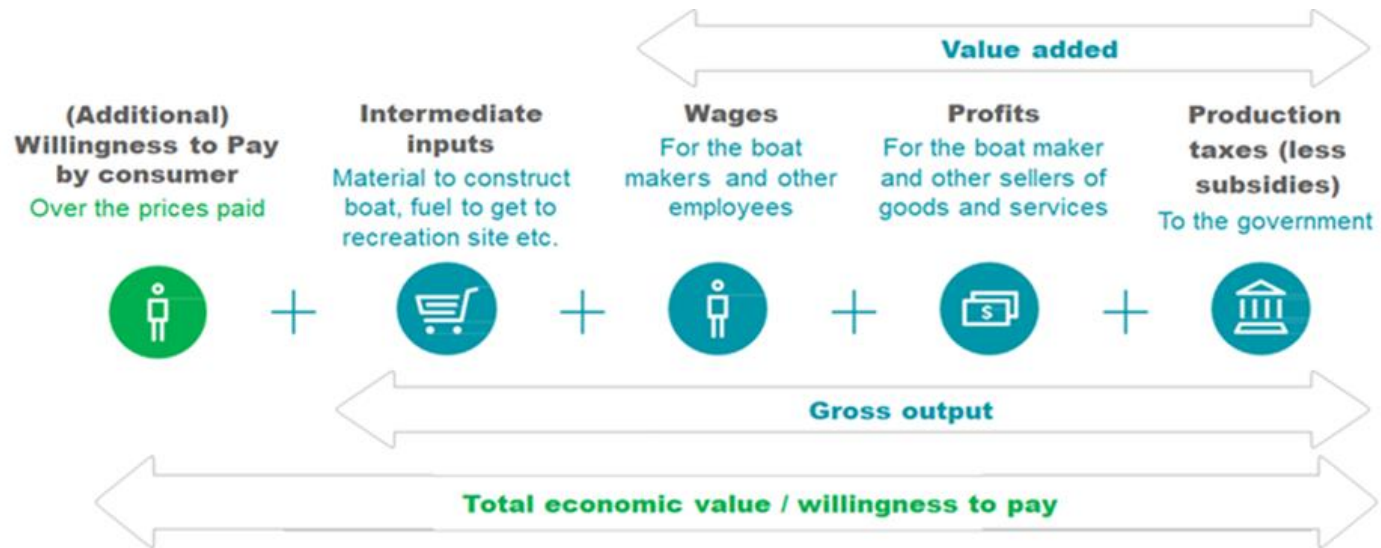 Value added
(Additional)
Willingness to Pay
by consumer
Over the prices paid
Intermediate
inputs
Material to construct
boat, fuel to get to
recreation site etc.
Wages
For the boat
makers and other
employees
Profits
For the boat maker
and other sellers of
goods and services
Production
taxes (less
subsidies)
To the government
+
+
+
$
+
Gross output
Total economic value / willingness to pay